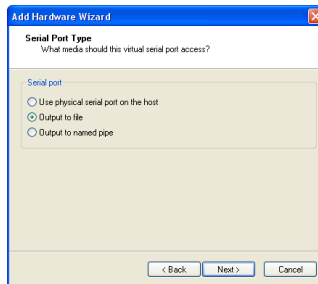 Add Hardware Wizard
Serial Port Type
What media should this virtual serial port access?
Serial port
Use physical serial port on the host
Output to file
Output to named pipe
< Back Next > Cancel